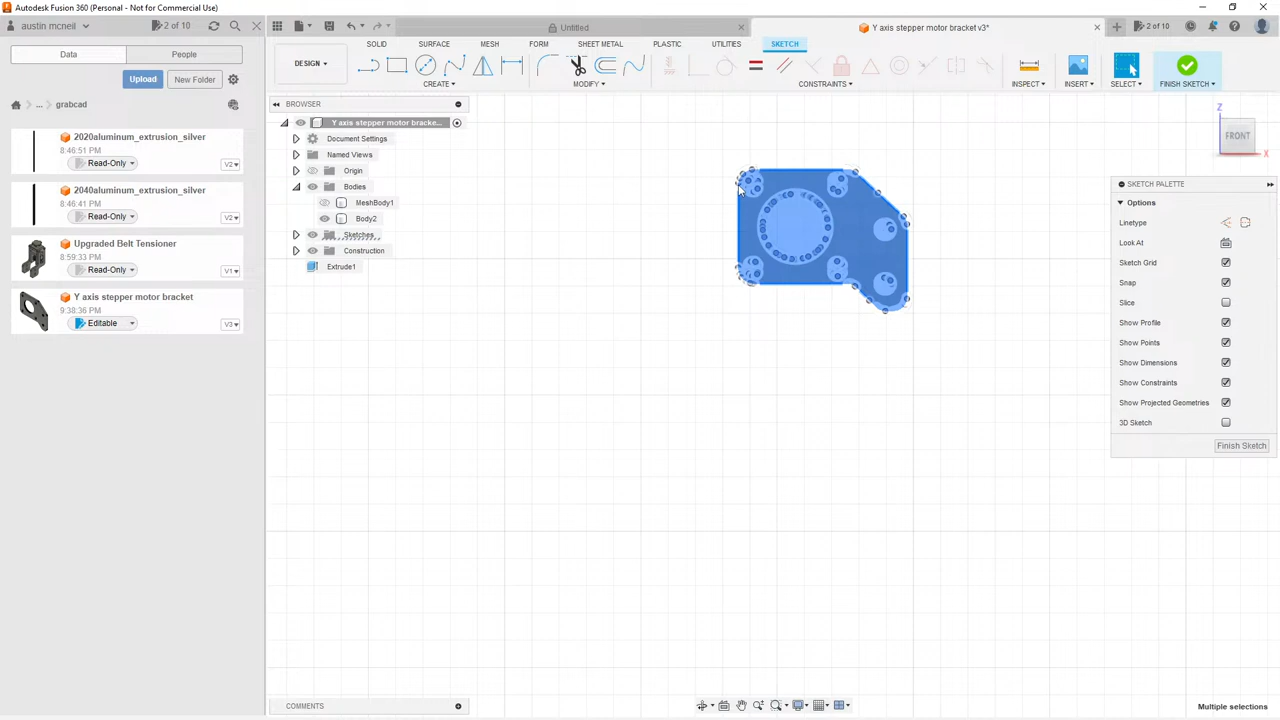 Autodesk Fusion 360 (Personal - Not for Commercial Use)
austin mcneil
2 of 10
Untitled
Y axis stepper motor bracket v3*
2 of 10
Data
People
SOLID
SURFACE
MESH
FORM
SHEET METAL
PLASTIC
UTILITIES
SKETCH
DESIGN
Upload
New Folder
CREATE
MODIFY
CONSTRAINTS
INSPECT
INSERT
SELECT
FINISH SKETCH
... grabcad
BROWSER
Z
FRONT
X
Y axis stepper motor bracke...
2020aluminum_extrusion_silver
8:46:51 PM
Read-Only
V2
2040aluminum_extrusion_silver
8:46:41 PM
Read-Only
V2
Upgraded Belt Tensioner
8:59:33 PM
Read-Only
V1
Y axis stepper motor bracket
9:38:36 PM
Editable
V3
Document Settings
Named Views
Origin
Bodies
MeshBody1
Body2
Sketches
Construction
Extrude1
SKETCH PALETTE
Options
Linetype
Look At
Sketch Grid
Snap
Slice
Show Profile
Show Points
Show Dimensions
Show Constraints
Show Projected Geometries
3D Sketch
Finish Sketch
COMMENTS
Multiple selections